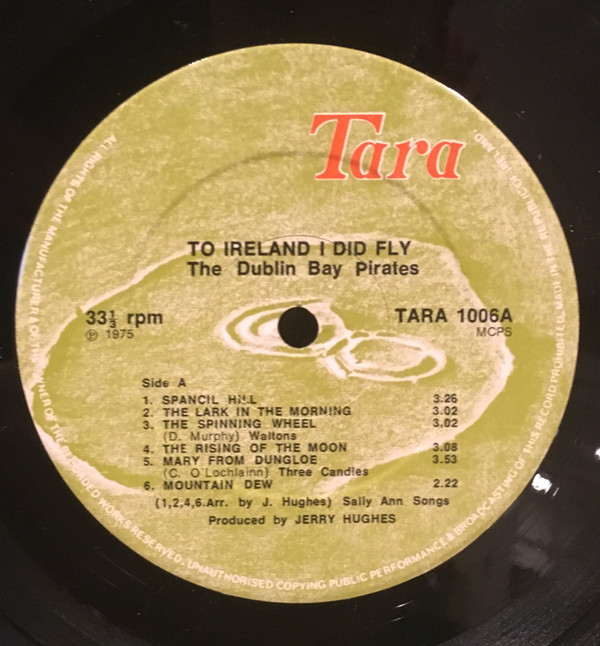 Tara
TO IRELAND I DID FLY
The Dublin Bay Pirates
33⅓ rpm
℗ 1975
TARA 1006A
MCPS
Side A
1. SPANCIL HILL 3.26
2. THE LARK IN THE MORNING 3.02
3. THE SPINNING WHEEL 3.02
(D. Murphy) Waltons
4. THE RISING OF THE MOON 3.08
5. MARY FROM DUNGLOE 3.53
(C. O'Lochlainn) Three Candles
6. MOUNTAIN DEW 2.22
(1,2,4,6.Arr. by J. Hughes) Sally Ann Songs
Produced by JERRY HUGHES
ALL RIGHTS OF THE MANUFACTURER OF THE OWNER OF THE RECORDED WORKS RESERVED. UNAUTHORISED COPYING PUBLIC PERFORMANCE & BROADCASTING OF THIS RECORD PROHIBITED. MADE IN THE REPUBLIC OF IRELAND.